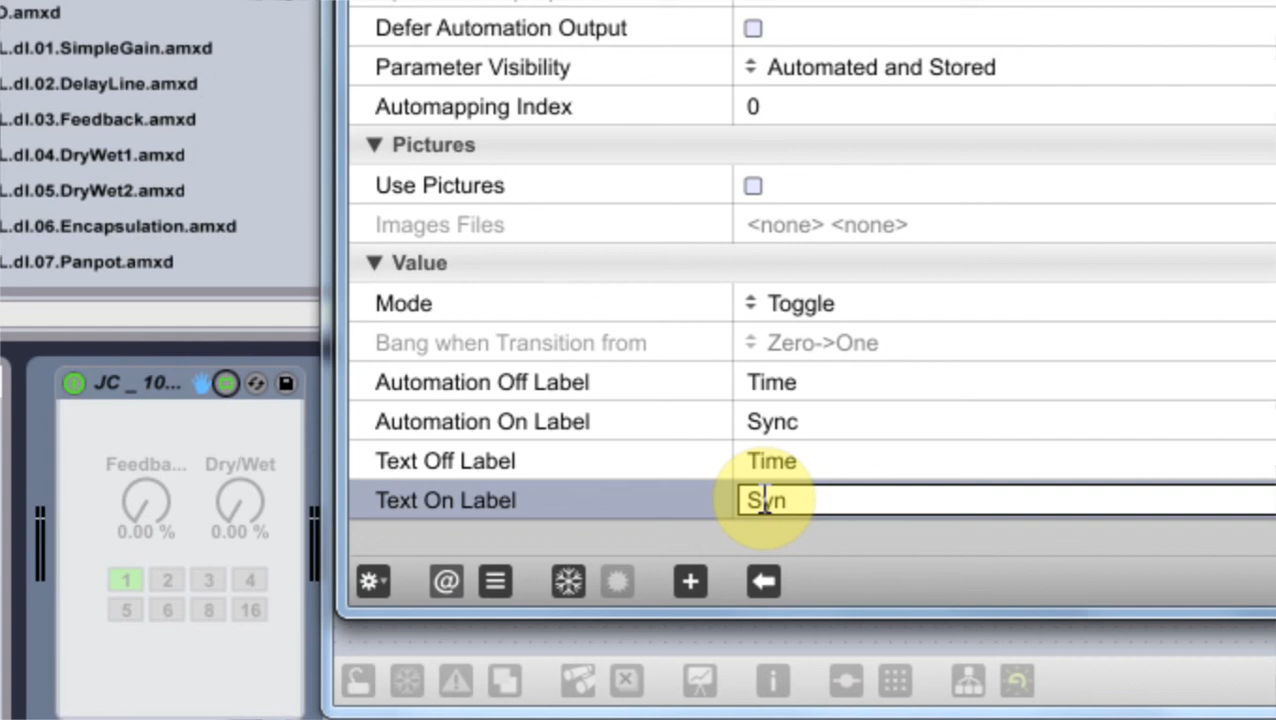 D.amxd
L.dl.01.SimpleGain.amxd
L.dl.02.DelayLine.amxd
L.dl.03.Feedback.amxd
L.dl.04.DryWet1.amxd
L.dl.05.DryWet2.amxd
L.dl.06.Encapsulation.amxd
L.dl.07.Panpot.amxd
JC _ 10...
Feedba... Dry/Wet
0.00 % 0.00 %
1 2 3 4
5 6 8 16
Defer Automation Output
Parameter Visibility Automated and Stored
Automapping Index 0
Pictures
Use Pictures
Images Files <none> <none>
Value
Mode Toggle
Bang when Transition from Zero->One
Automation Off Label Time
Automation On Label Sync
Text Off Label Time
Text On Label Syn